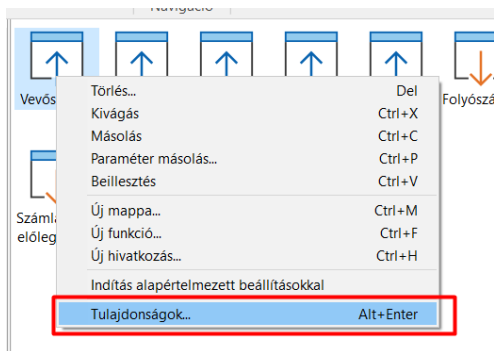 Navigáció
Vevős
Folyószá
Törlés... Del
Kivágás Ctrl+X
Másolás Ctrl+C
Paraméter másolás... Ctrl+P
Beillesztés Ctrl+V
Számla
előleg
Új mappa... Ctrl+M
Új funkció... Ctrl+F
Új hivatkozás... Ctrl+H
Indítás alapértelmezett beállításokkal
Tulajdonságok... Alt+Enter